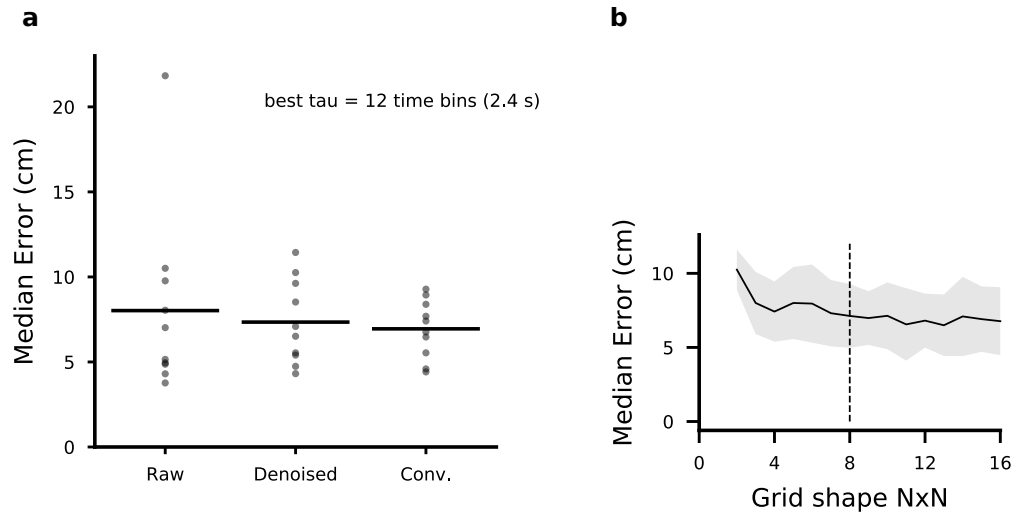 a
best tau = 12 time bins (2.4 s)
Median Error (cm)
20
15
10
5
0
Raw Denoised Conv.
b
Median Error (cm)
10
5
0
0 4 8 12 16
Grid shape NxN